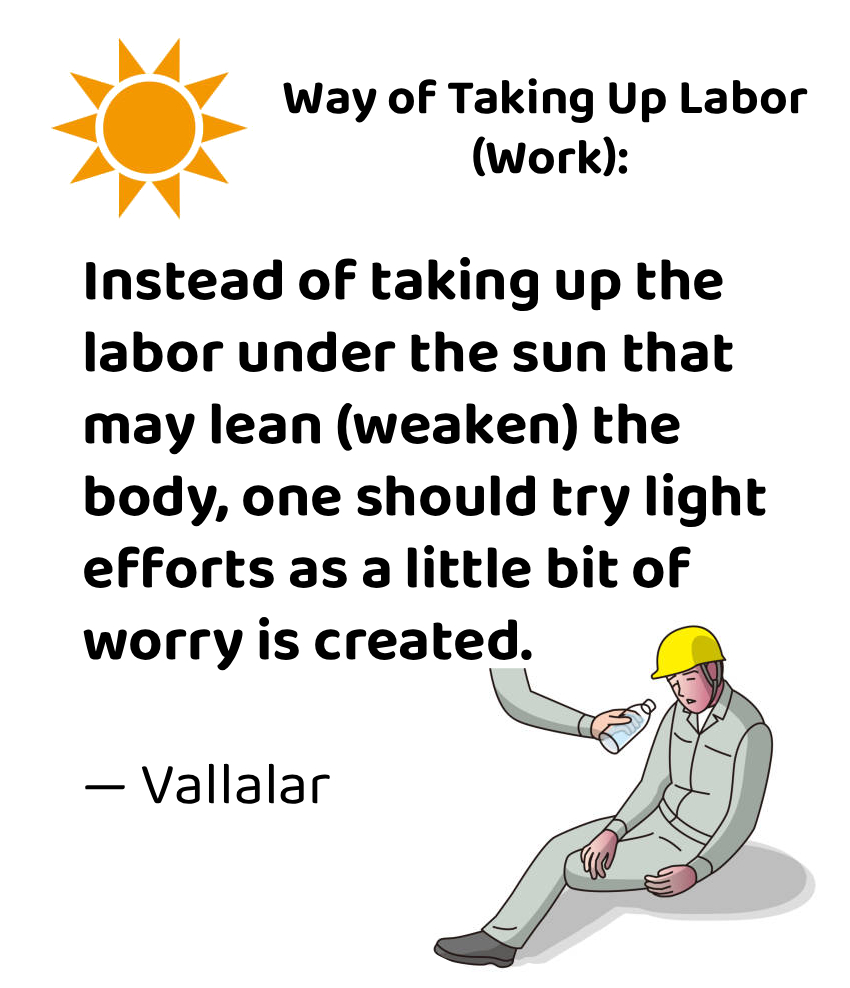 Way of Taking Up Labor
(Work):
Instead of taking up the
labor under the sun that
may lean (weaken) the
body, one should try light
efforts as a little bit of
worry is created.
— Vallalar